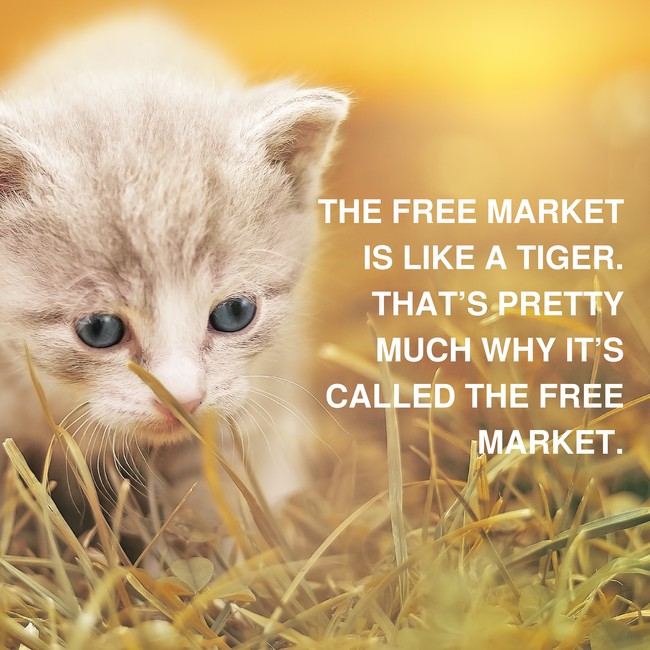 THE FREE MARKET
IS LIKE A TIGER.
THAT’S PRETTY
MUCH WHY IT’S
CALLED THE FREE
MARKET.